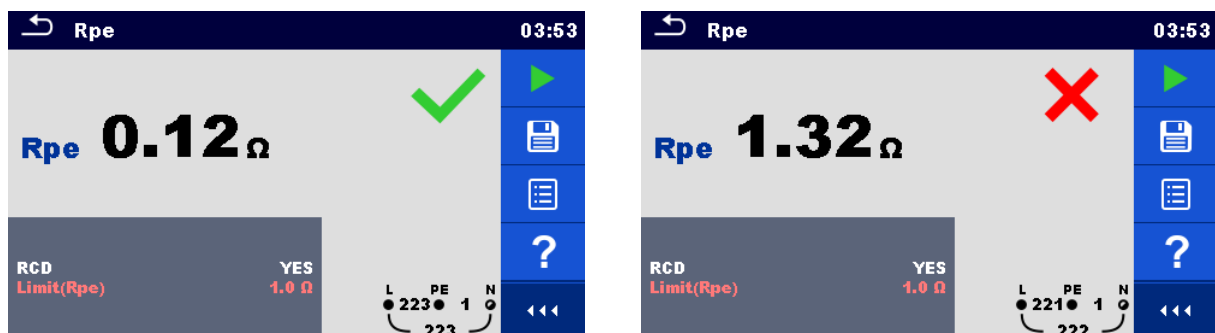 Rpe 03:53
Rpe 0.12 Ω
?
RCD YES
Limit(Rpe) 1.0 Ω
L PE N
223 1
223
Rpe 03:53
Rpe 1.32 Ω
?
RCD YES
Limit(Rpe) 1.0 Ω
L PE N
221 1
222